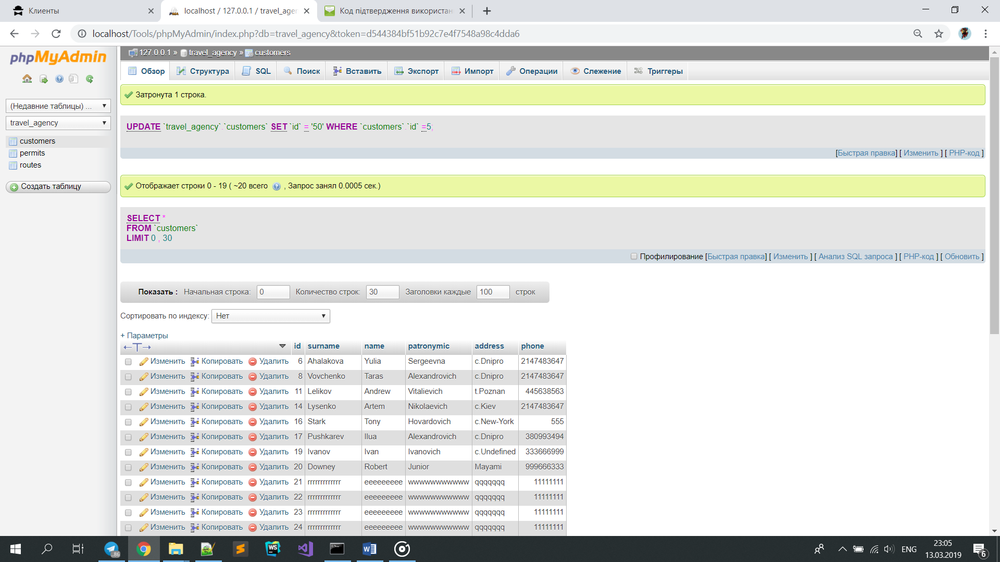 Клиенты
localhost / 127.0.0.1 / travel_agen
Код підтвердження використан
localhost/Tools/phpMyAdmin/index.php?db=travel_agency&token=d544384bf51b92c7e4f7548a98c4dda6
phpMyAdmin
127.0.0.1 » travel_agency » customers
Обзор Структура SQL Поиск Вставить Экспорт Импорт Операции Слежение Триггеры
(Недавние таблицы) ...
travel_agency
customers
permits
routes
Создать таблицу
Затронута 1 строка.
UPDATE `travel_agency`.`customers` SET `id` = '50' WHERE `customers`.`id` =5;
[Быстрая правка] [ Изменить ] [ PHP-код ]
Отображает строки 0 - 19 ( ~20 всего , Запрос занял 0.0005 сек.)
SELECT *
FROM `customers`
LIMIT 0 , 30
Профилирование [Быстрая правка] [ Изменить ] [ Анализ SQL запроса ] [ PHP-код ] [ Обновить ]
Показать : Начальная строка: 0 Количество строк: 30 Заголовки каждые 100 строк
Сортировать по индексу: Нет
+ Параметры
←T→ id surname name patronymic address phone
Изменить Копировать Удалить 6 Ahalakova Yulia Sergeevna c.Dnipro 2147483647
Изменить Копировать Удалить 8 Vovchenko Taras Alexandrovich c.Dnipro 2147483647
Изменить Копировать Удалить 11 Lelikov Andrew Vitalievich t.Poznan 445638563
Изменить Копировать Удалить 14 Lysenko Artem Nikolaevich c.Kiev 2147483647
Изменить Копировать Удалить 16 Stark Tony Hovardovich c.New-York 555
Изменить Копировать Удалить 17 Pushkarev Ilua Alexandrovich c.Dnipro 380993494
Изменить Копировать Удалить 19 Ivanov Ivan Ivanovich c.Undefined 333666999
Изменить Копировать Удалить 20 Downey Robert Junior Mayami 999666333
Изменить Копировать Удалить 21 rrrrrrrrrrrrr eeeeeeeee wwwwwwwwwww qqqqqqq 11111111
Изменить Копировать Удалить 22 rrrrrrrrrrrrr eeeeeeeee wwwwwwwwwww qqqqqqq 11111111
Изменить Копировать Удалить 23 rrrrrrrrrrrrr eeeeeeeee wwwwwwwwwww qqqqqqq 11111111
Изменить Копировать Удалить 24 rrrrrrrrrrrrr eeeeeeeee wwwwwwwwwww qqqqqqq 11111111
86
WS
W
ENG
23:05
13.03.2019
6